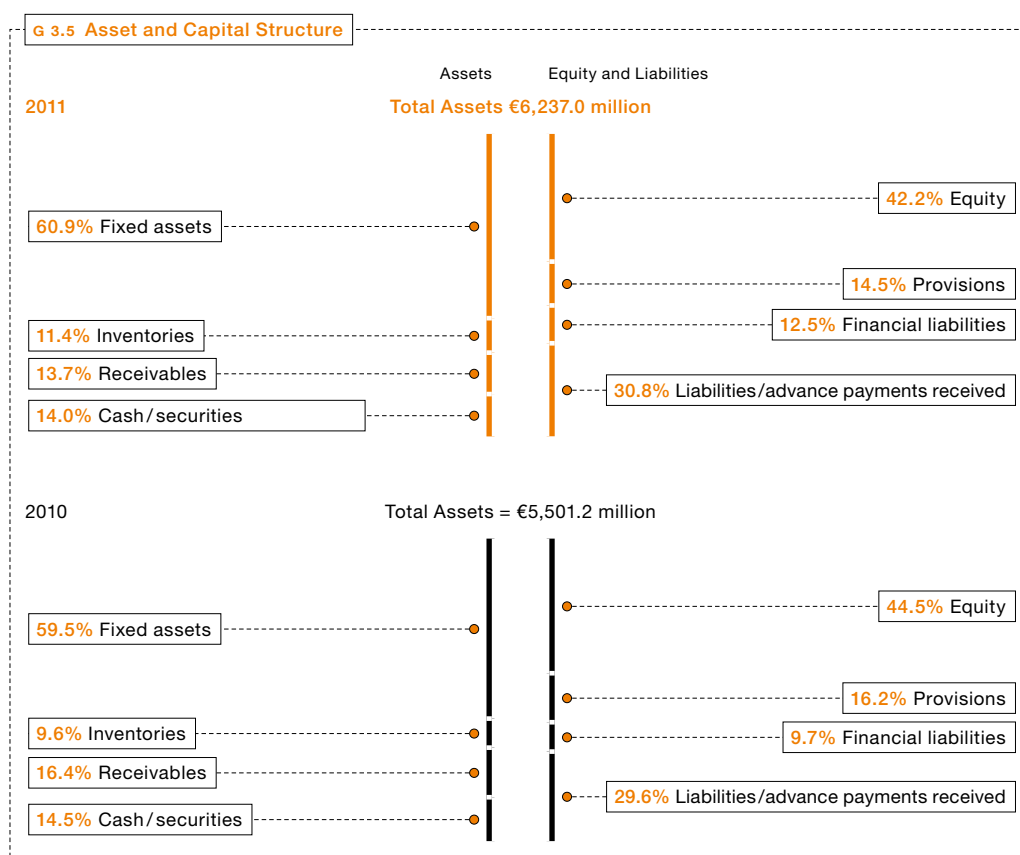 G 3.5 Asset and Capital Structure
Assets Equity and Liabilities
2011 Total Assets €6,237.0 million
42.2% Equity
60.9% Fixed assets
14.5% Provisions
12.5% Financial liabilities
11.4% Inventories
13.7% Receivables
30.8% Liabilities/advance payments received
14.0% Cash/securities
2010 Total Assets = €5,501.2 million
44.5% Equity
59.5% Fixed assets
16.2% Provisions
9.6% Inventories
9.7% Financial liabilities
16.4% Receivables
29.6% Liabilities/advance payments received
14.5% Cash/securities